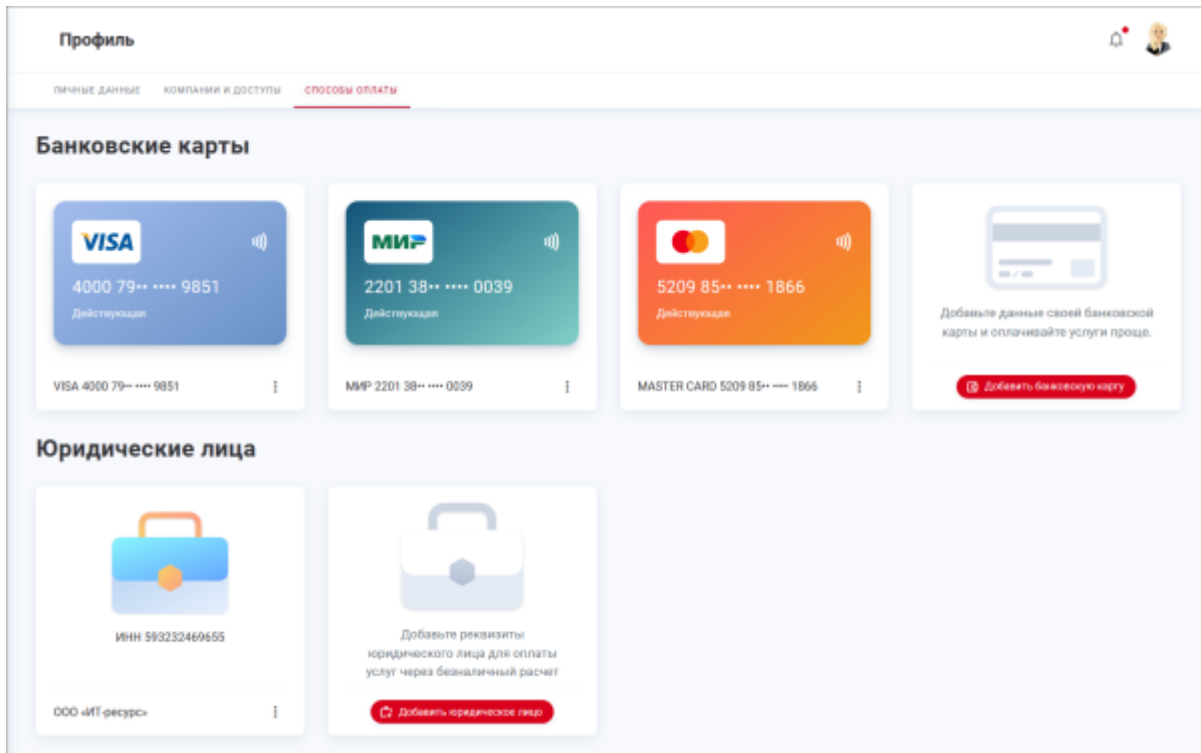 Профиль
ЛИЧНЫЕ ДАННЫЕ КОМПАНИИ И ДОСТУПЫ СПОСОБЫ ОПЛАТЫ
Банковские карты
VISA
4000 79•• •••• 9851
Действующая
VISA 4000 79•• •••• 9851
МИР
2201 38•• •••• 0039
Действующая
МИР 2201 38•• •••• 0039
5209 85•• •••• 1866
Действующая
MASTER CARD 5209 85•• •••• 1866
Добавьте данные своей банковской
карты и оплачивайте услуги проще.
Добавить банковскую карту
Юридические лица
ИНН 593232469655
ООО «ИТ-ресурс»
Добавьте реквизиты
юридического лица для оплаты
услуг через безналичный расчет
Добавить юридическое лицо